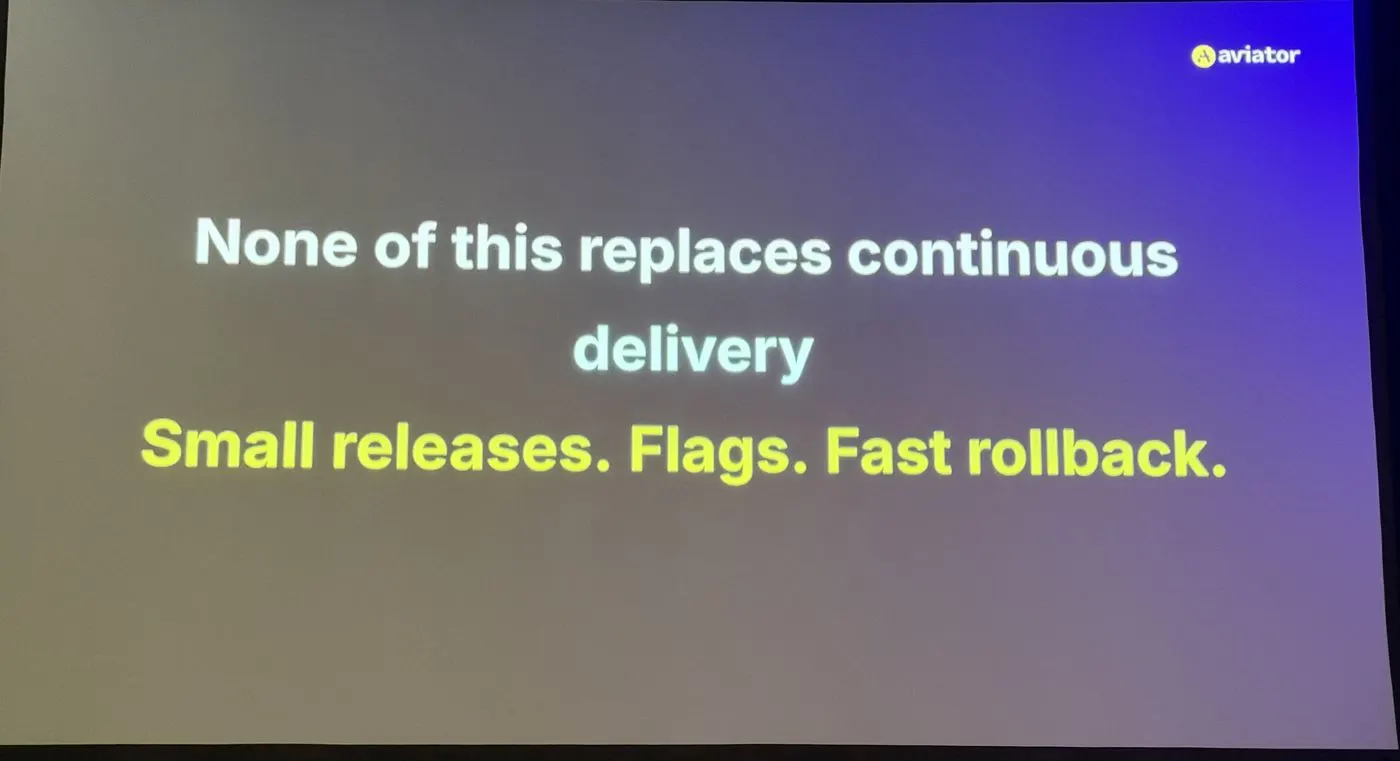 aviator
None of this replaces continuous
delivery
Small releases. Flags. Fast rollback.